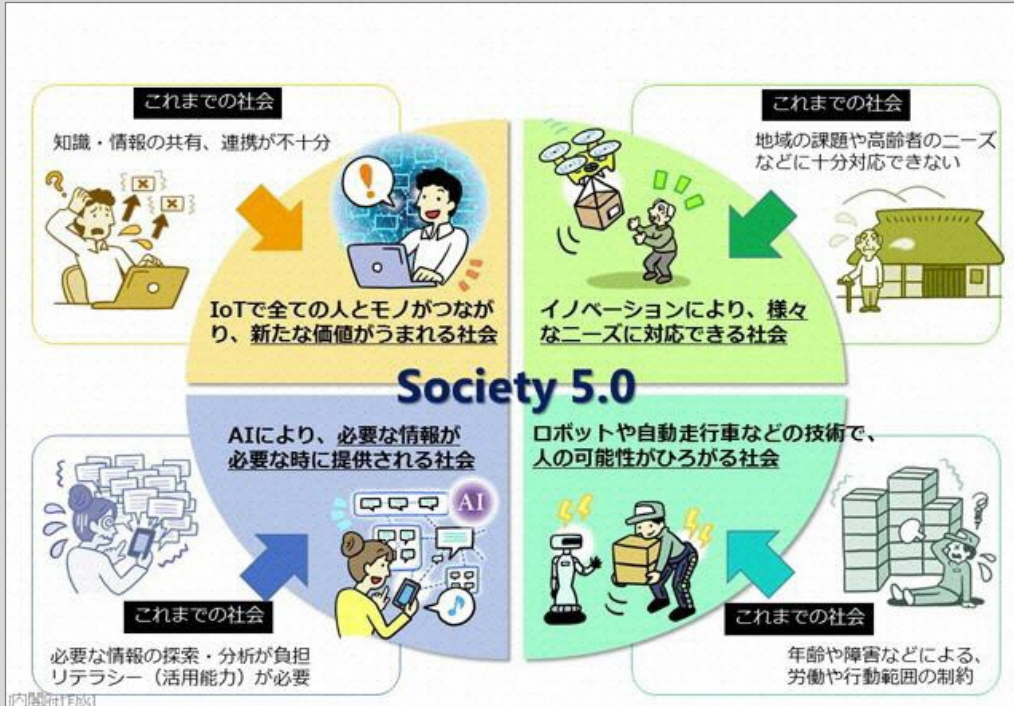 これまでの社会
知識・情報の共有、連携が不十分
IoTで全ての人とモノがつなが
り、新たな価値がうまれる社会
これまでの社会
地域の課題や高齢者のニーズ
などに十分対応できない
イノベーションにより、様々
なニーズに対応できる社会
Society 5.0
AIにより、必要な情報が
必要な時に提供される社会
AI
これまでの社会
必要な情報の探索・分析が負担
リテラシー（活用能力）が必要
ロボットや自動走行車などの技術で、
人の可能性がひろがる社会
これまでの社会
年齢や障害などによる、
労働や行動範囲の制約
[内閣府作成]